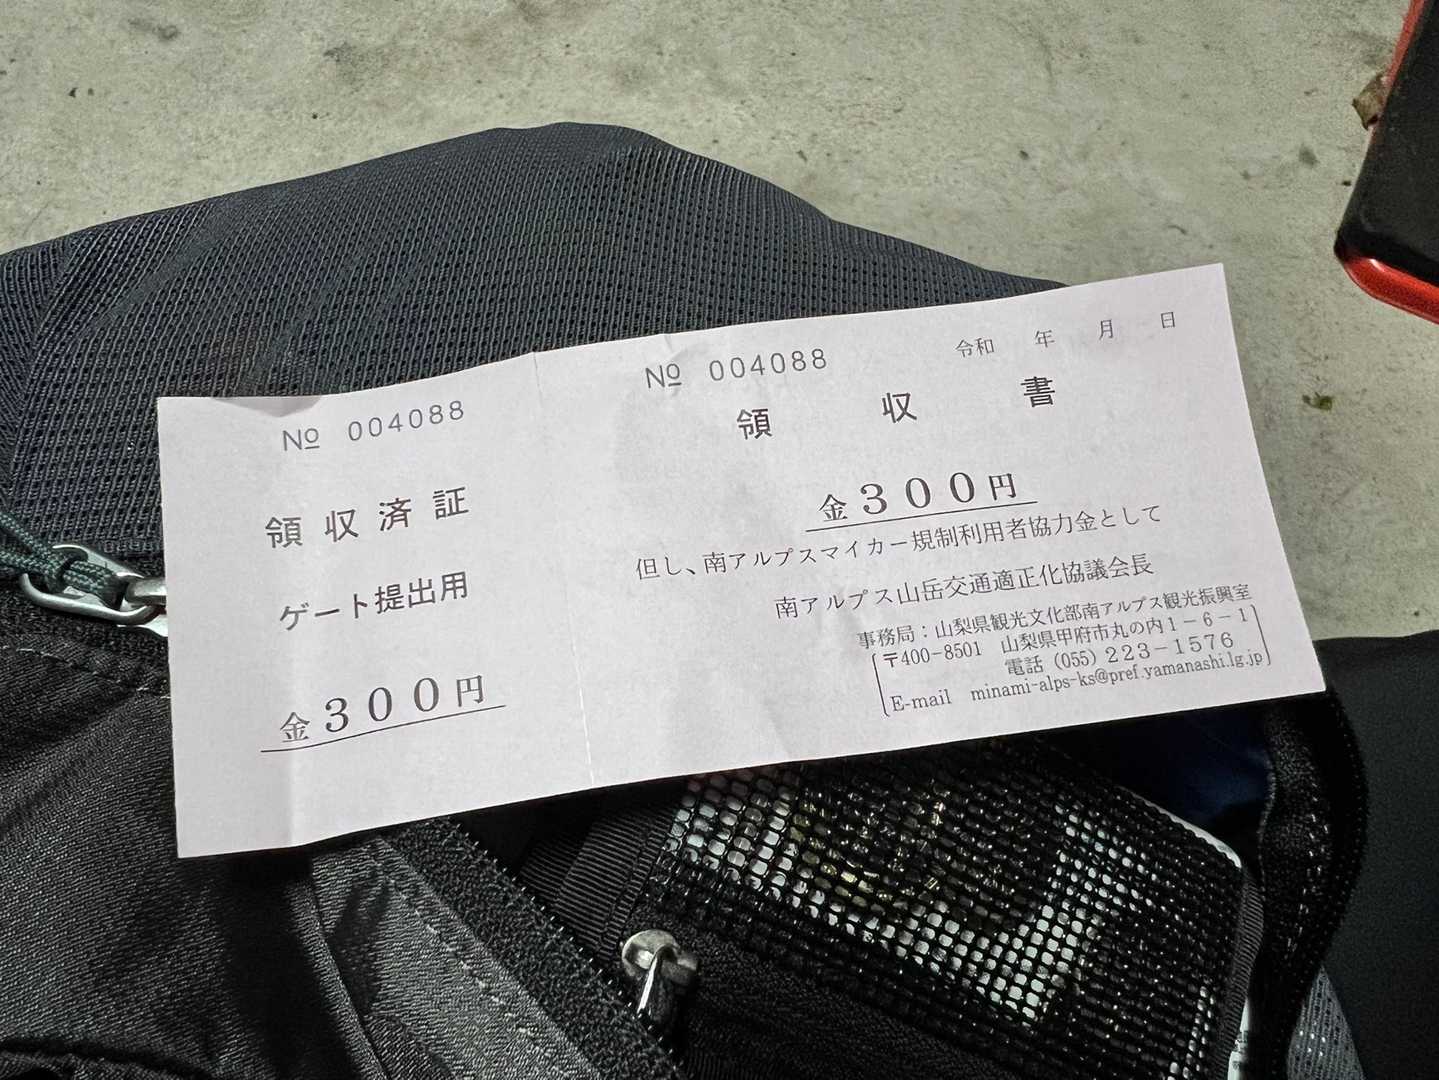 № 004088
領収済証
ゲート提出用
金300円
№ 004088
令和 年 月 日
領収書
金300円
但し、南アルプスマイカー規制利用者協力金として
南アルプス山岳交通適正化協議会長
事務局：山梨県観光文化部南アルプス観光振興室
〒400-8501 山梨県甲府市丸の内1-6-1
電話(055)223-1576
E-mail minami-alps-ks@pref.yamanashi.lg.jp